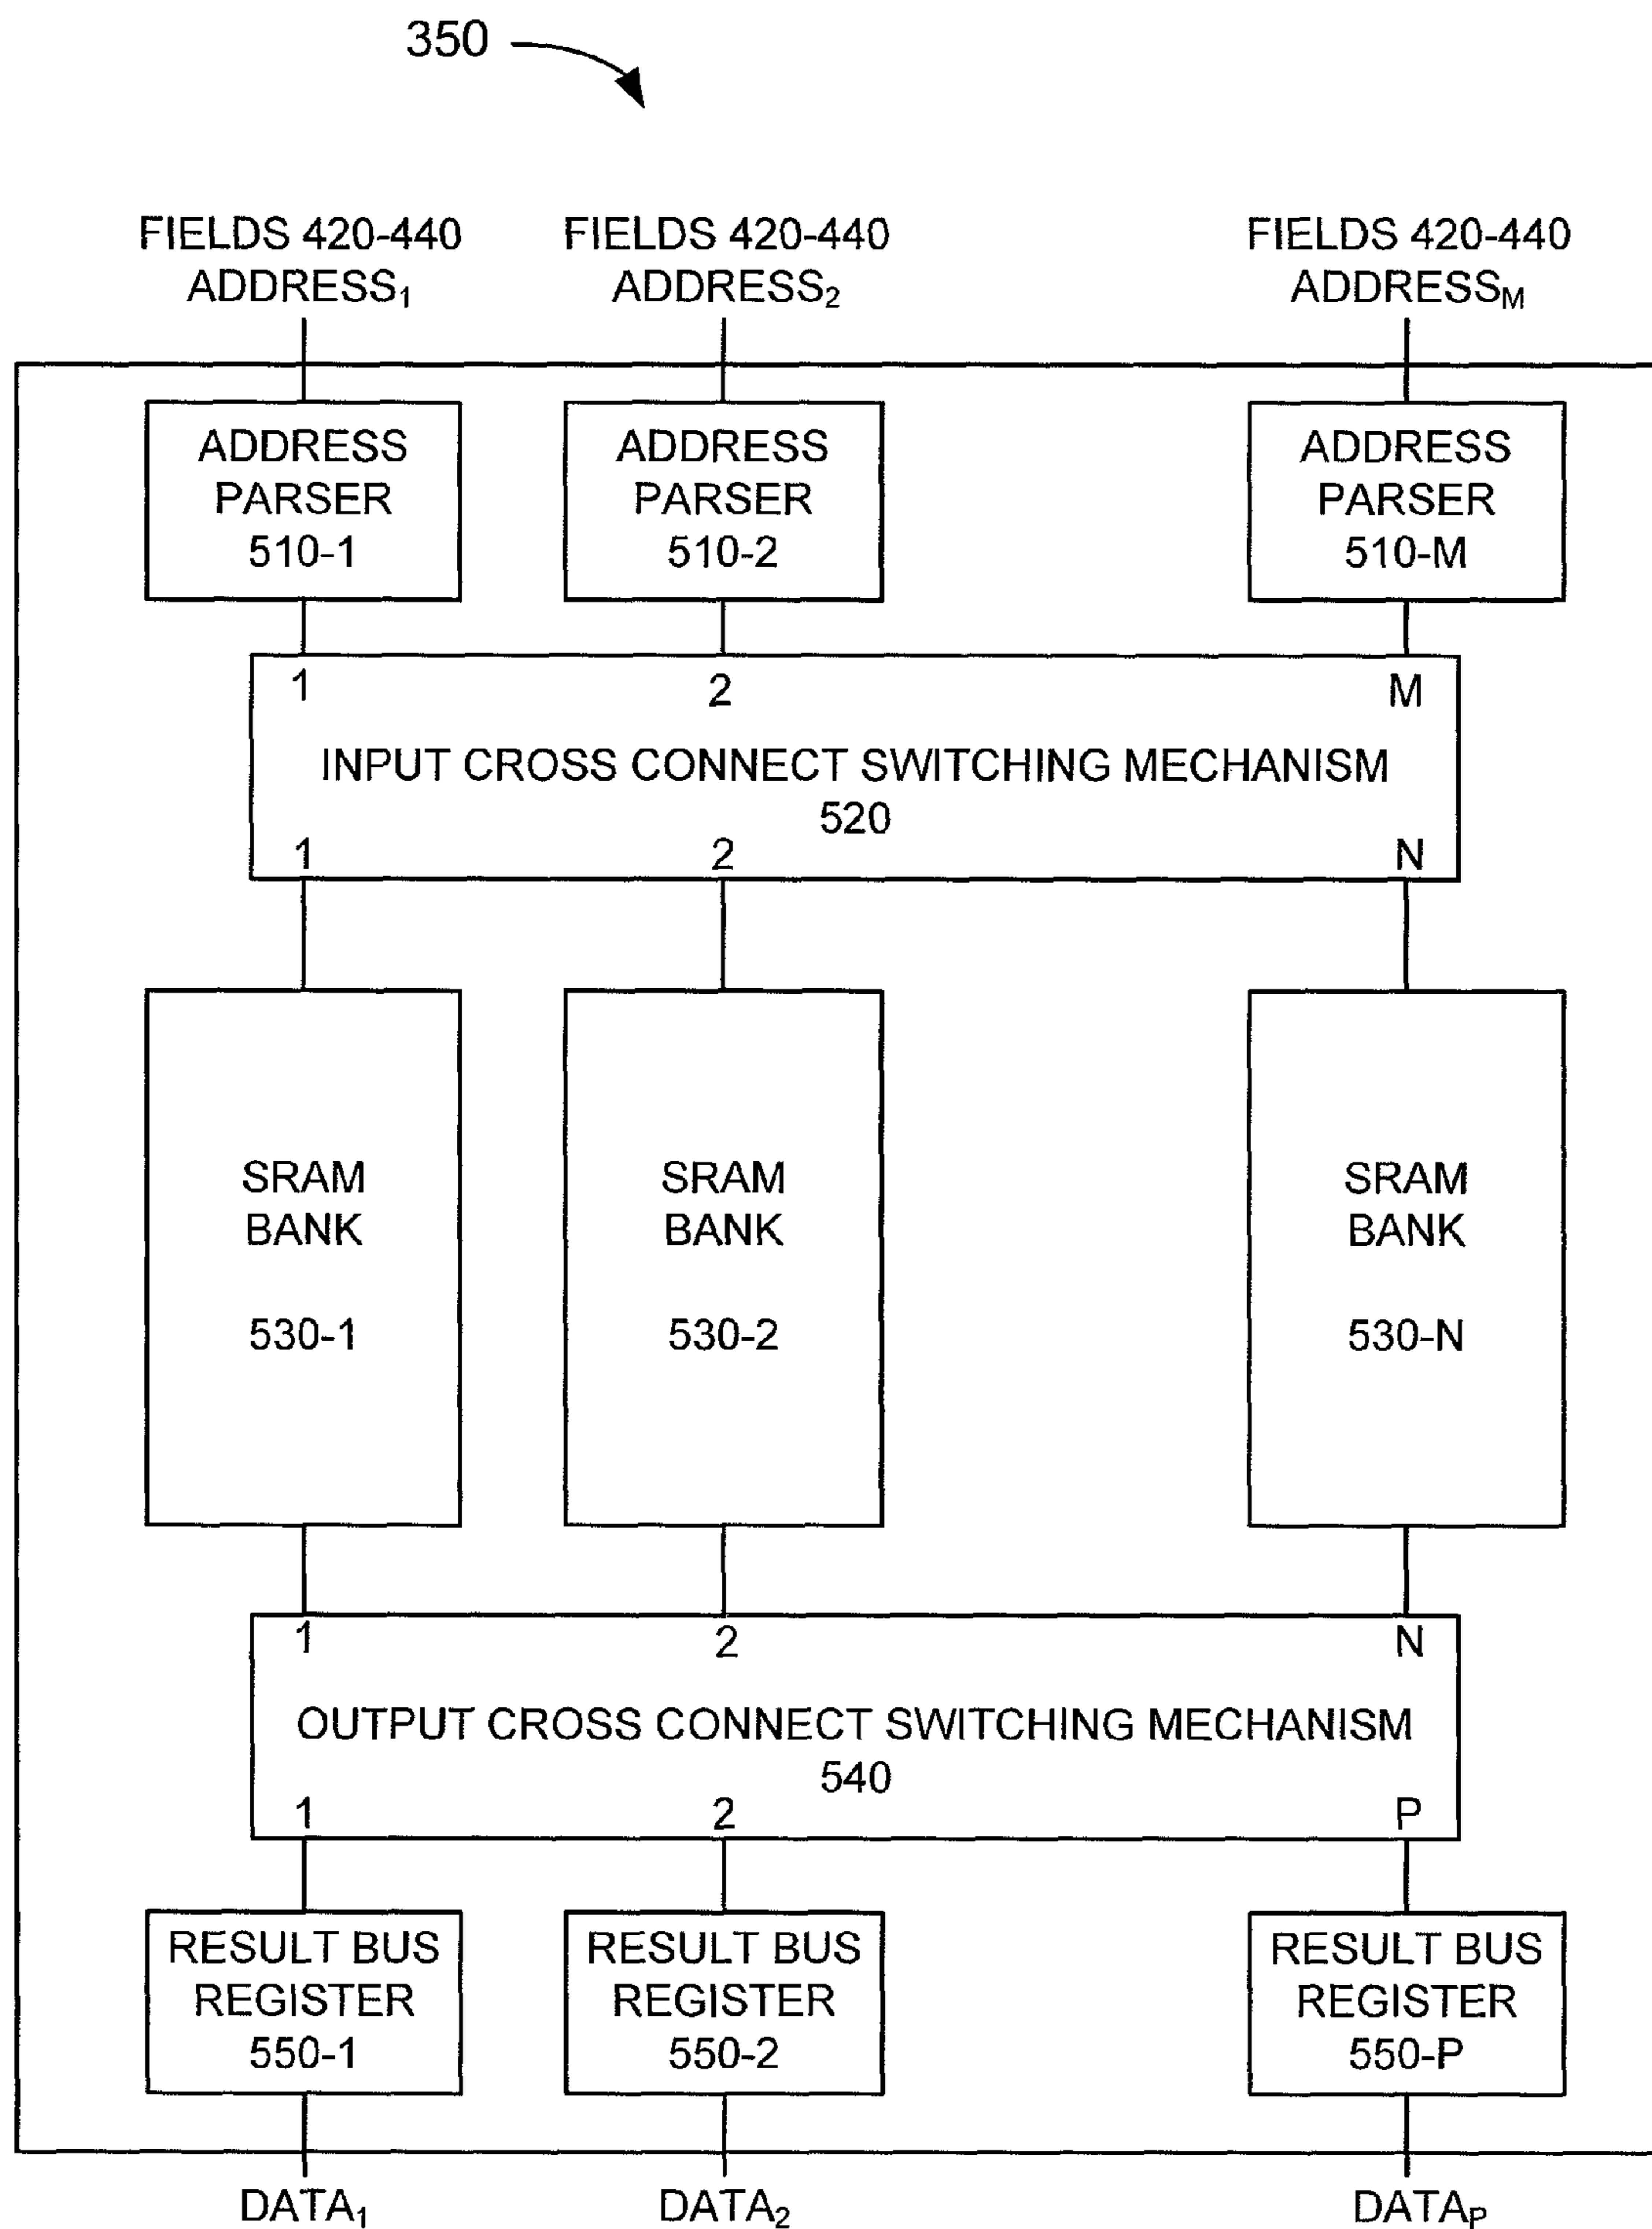 350
FIELDS 420-440 FIELDS 420-440 FIELDS 420-440
ADDRESS₁ ADDRESS₂ ADDRESSM
ADDRESS ADDRESS ADDRESS
PARSER PARSER PARSER
510-1 510-2 510-M
1 2 M
INPUT CROSS CONNECT SWITCHING MECHANISM
520
1 2 N
SRAM SRAM SRAM
BANK BANK BANK
530-1 530-2 530-N
1 2 N
OUTPUT CROSS CONNECT SWITCHING MECHANISM
540
1 2 P
RESULT BUS RESULT BUS RESULT BUS
REGISTER REGISTER REGISTER
550-1 550-2 550-P
DATA₁ DATA₂ DATAP